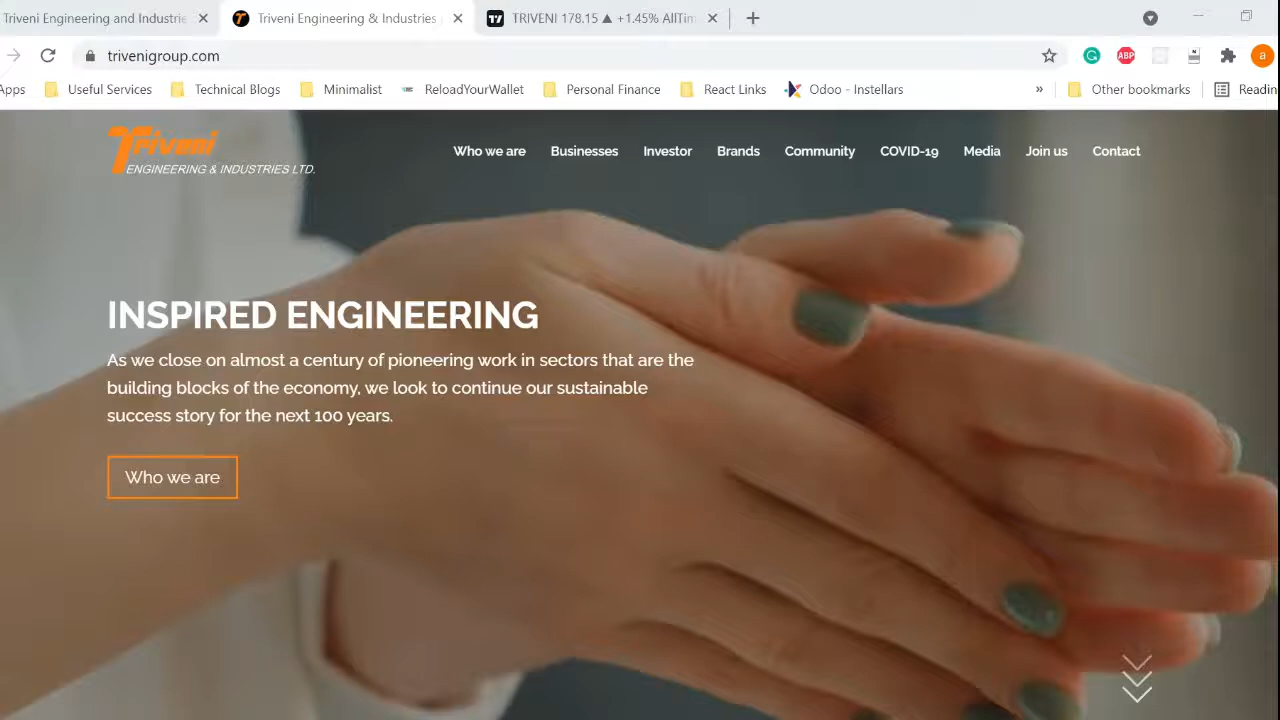 Triveni Engineering and Industrie
Triveni Engineering & Industries
TRIVENI 178.15 ▲ +1.45% AllTim
trivenigroup.com
ABP
a
Apps
Useful Services
Technical Blogs
Minimalist
ReloadYourWallet
Personal Finance
React Links
Odoo - Instellars
»
Other bookmarks
Readin
Triveni
ENGINEERING & INDUSTRIES LTD.
Who we are
Businesses
Investor
Brands
Community
COVID-19
Media
Join us
Contact
INSPIRED ENGINEERING
As we close on almost a century of pioneering work in sectors that are the
building blocks of the economy, we look to continue our sustainable
success story for the next 100 years.
Who we are